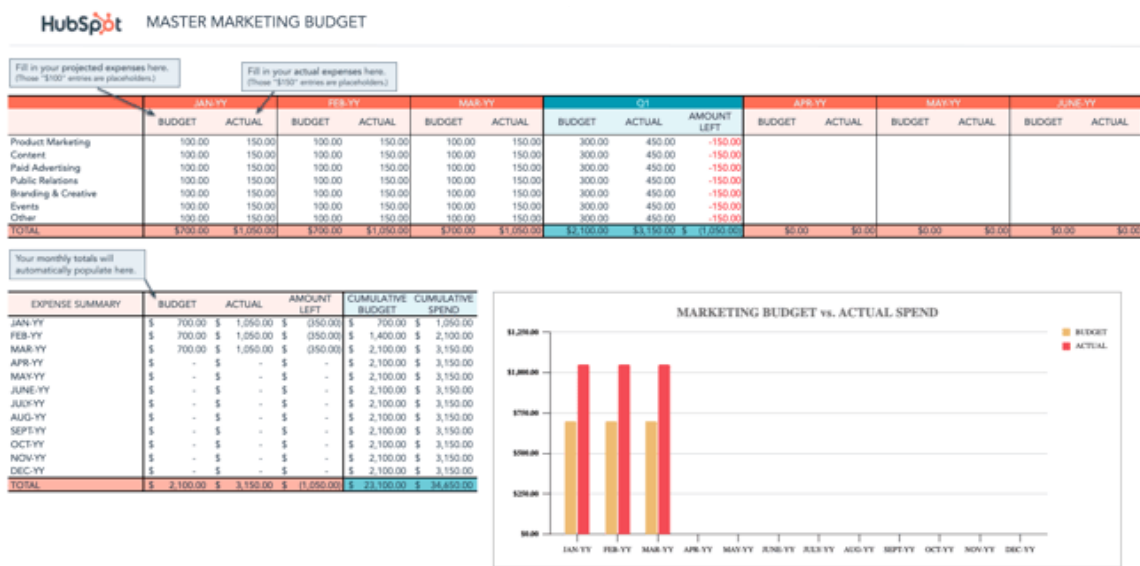 HubSpot MASTER MARKETING BUDGET
Fill in your projected expenses here.
(Those "$100" entries are placeholders.)
Fill in your actual expenses here.
(Those "$150" entries are placeholders.)
JAN-YY FEB-YY MAR-YY Q1 APR-YY MAY-YY JUNE-YY
BUDGET ACTUAL BUDGET ACTUAL BUDGET ACTUAL BUDGET ACTUAL AMOUNT LEFT BUDGET ACTUAL BUDGET ACTUAL BUDGET ACTUAL
Product Marketing 100.00 150.00 100.00 150.00 100.00 150.00 300.00 450.00 -150.00
Content 100.00 150.00 100.00 150.00 100.00 150.00 300.00 450.00 -150.00
Paid Advertising 100.00 150.00 100.00 150.00 100.00 150.00 300.00 450.00 -150.00
Public Relations 100.00 150.00 100.00 150.00 100.00 150.00 300.00 450.00 -150.00
Branding & Creative 100.00 150.00 100.00 150.00 100.00 150.00 300.00 450.00 -150.00
Events 100.00 150.00 100.00 150.00 100.00 150.00 300.00 450.00 -150.00
Other 100.00 150.00 100.00 150.00 100.00 150.00 300.00 450.00 -150.00
TOTAL $700.00 $1,050.00 $700.00 $1,050.00 $700.00 $1,050.00 $2,100.00 $3,150.00 $ (1,050.00) $0.00 $0.00 $0.00 $0.00 $0.00 $0.00
Your monthly totals will
automatically populate here.
EXPENSE SUMMARY BUDGET ACTUAL AMOUNT LEFT CUMULATIVE BUDGET CUMULATIVE SPEND
JAN-YY $ 700.00 $ 1,050.00 $ (350.00) $ 700.00 $ 1,050.00
FEB-YY $ 700.00 $ 1,050.00 $ (350.00) $ 1,400.00 $ 2,100.00
MAR-YY $ 700.00 $ 1,050.00 $ (350.00) $ 2,100.00 $ 3,150.00
APR-YY $ - $ - $ - $ 2,100.00 $ 3,150.00
MAY-YY $ - $ - $ - $ 2,100.00 $ 3,150.00
JUNE-YY $ - $ - $ - $ 2,100.00 $ 3,150.00
JULY-YY $ - $ - $ - $ 2,100.00 $ 3,150.00
AUG-YY $ - $ - $ - $ 2,100.00 $ 3,150.00
SEPT-YY $ - $ - $ - $ 2,100.00 $ 3,150.00
OCT-YY $ - $ - $ - $ 2,100.00 $ 3,150.00
NOV-YY $ - $ - $ - $ 2,100.00 $ 3,150.00
DEC-YY $ - $ - $ - $ 2,100.00 $ 3,150.00
TOTAL $ 2,100.00 $ 3,150.00 $ (1,050.00) $ 23,100.00 $ 34,650.00
MARKETING BUDGET vs. ACTUAL SPEND
BUDGET
ACTUAL
$1,250.00
$1,000.00
$750.00
$500.00
$250.00
$0.00
JAN-YY FEB-YY MAR-YY APR-YY MAY-YY JUNE-YY JULY-YY AUG-YY SEPT-YY OCT-YY NOV-YY DEC-YY